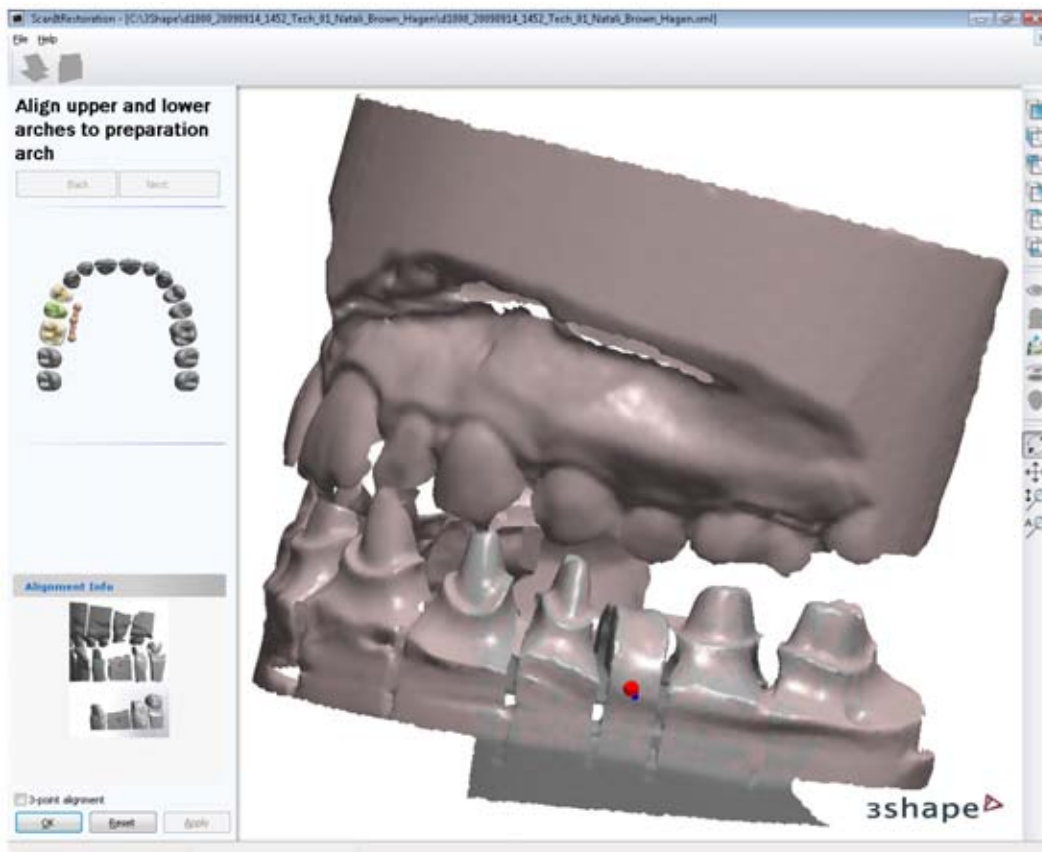 ScanItRestoration - [C:\3Shape\d1000_20090914_1452_Tech_01_Natali_Brown_Hagen\d1000_20090914_1452_Tech_01_Natali_Brown_Hagen.xml]
File Help
Align upper and lower
arches to preparation
arch
Back Next
Alignment Info
3-point alignment
OK Reset Apply
3shape